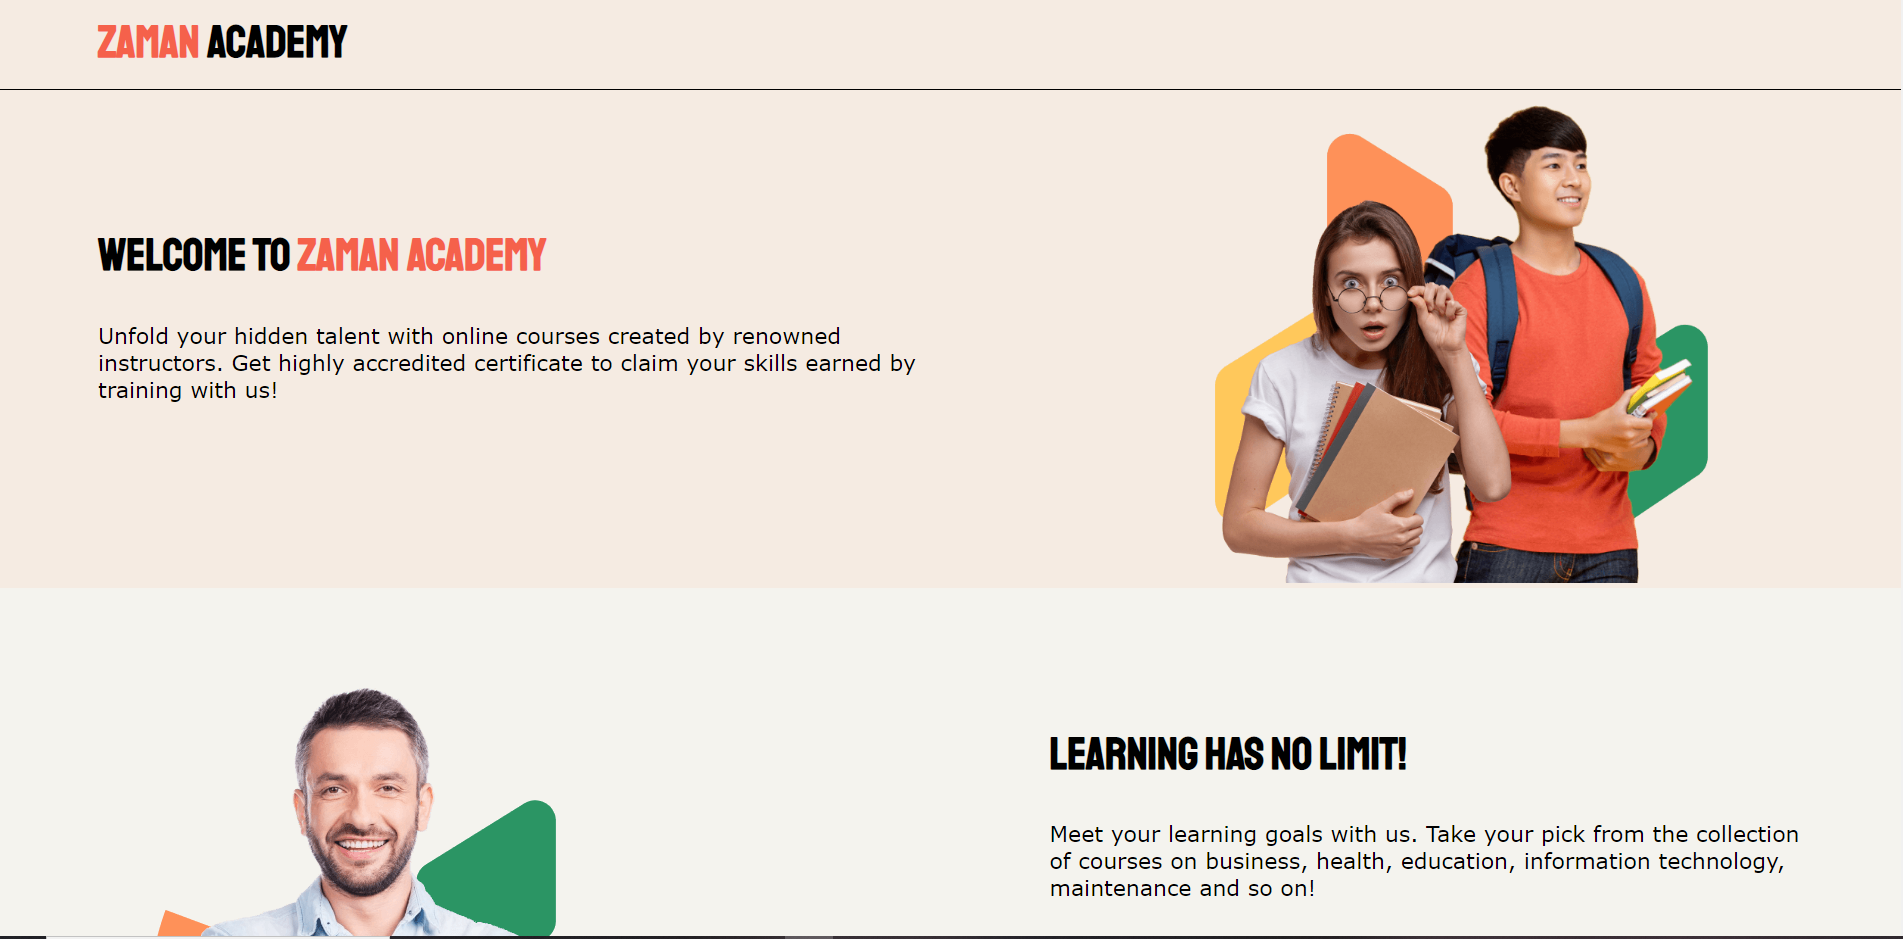 ZAMAN ACADEMY
WELCOME TO ZAMAN ACADEMY
Unfold your hidden talent with online courses created by renowned
instructors. Get highly accredited certificate to claim your skills earned by
training with us!
LEARNING HAS NO LIMIT!
Meet your learning goals with us. Take your pick from the collection
of courses on business, health, education, information technology,
maintenance and so on!